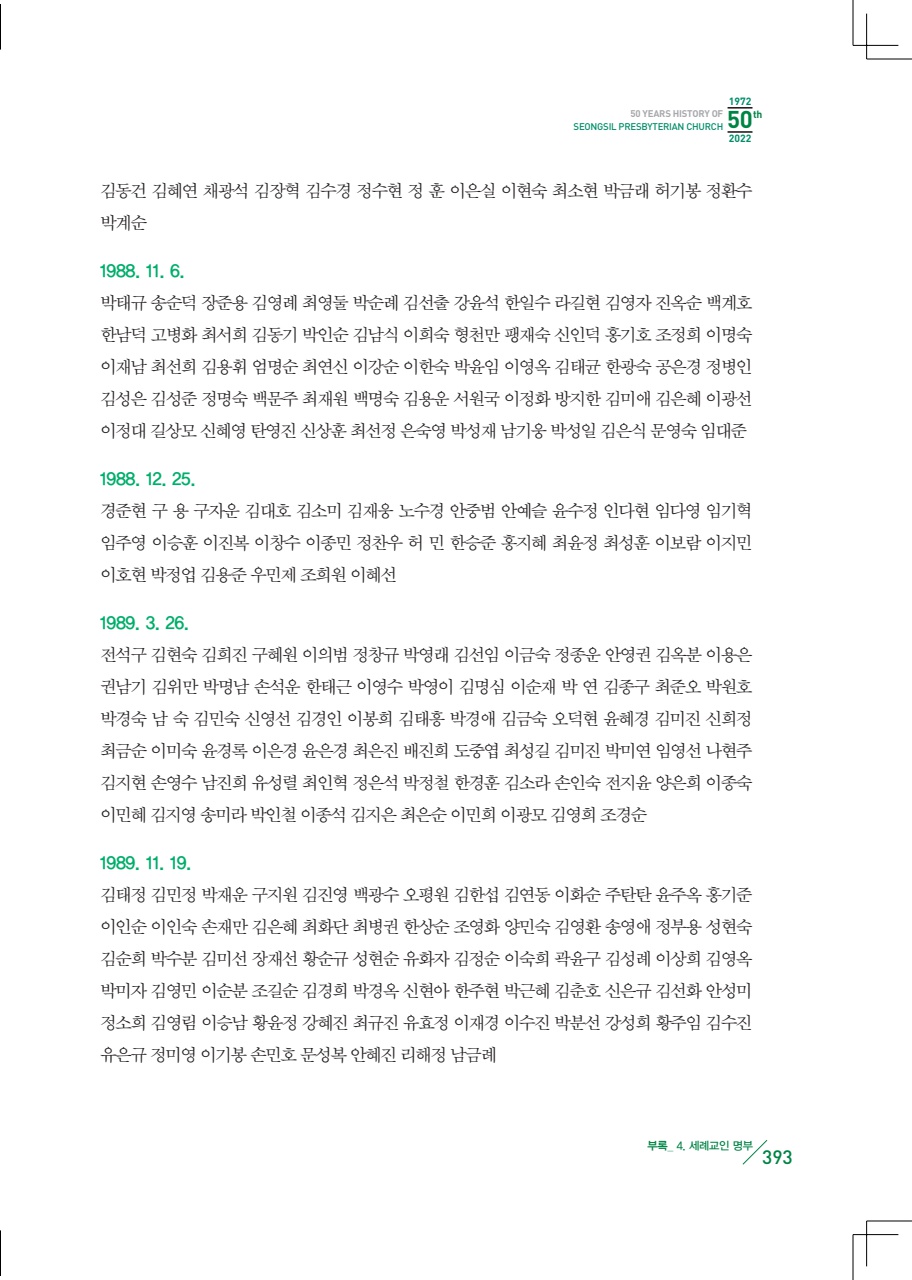 1972
50 YEARS HISTORY OF
SEONGSIL PRESBYTERIAN CHURCH
50th
2022
김동건 김혜연 채광석 김장혁 김수경 정수현 정 훈 이은실 이현숙 최소현 박금래 허기봉 정환수
박계순
1988. 11. 6.
박태규 송순덕 장준용 김영례 최영둘 박순례 김선출 강윤석 한일수 라길현 김영자 진옥순 백계호
한남덕 고병화 최서희 김동기 박인순 김남식 이희숙 형천만 팽재숙 신인덕 홍기호 조정희 이명숙
이재남 최선희 김용휘 엄명순 최연신 이강순 이한숙 박윤임 이영옥 김태균 한광숙 공은경 정병인
김성은 김성준 정명숙 백문주 최재원 백명숙 김용운 서원국 이정화 방지한 김미애 김은혜 이광선
이정대 길상모 신혜영 탄영진 신상훈 최선정 은숙영 박성재 남기웅 박성일 김은식 문영숙 임대준
1988. 12. 25.
경준현 구 용 구자운 김대호 김소미 김재웅 노수경 안중범 안예슬 윤수정 인다현 임다영 임기혁
임주영 이승훈 이진복 이창수 이종민 정찬우 허 민 한승준 홍지혜 최윤정 최성훈 이보람 이지민
이호현 박정업 김용준 우민제 조희원 이혜선
1989. 3. 26.
전석구 김현숙 김희진 구혜원 이의범 정창규 박영래 김선임 이금숙 정종운 안영권 김옥분 이용은
권남기 김위만 박명남 손석운 한태근 이영수 박영이 김명심 이순재 박 연 김종구 최준오 박원호
박경숙 남 숙 김민숙 신영선 김경인 이봉희 김태흥 박경애 김금숙 오덕현 윤혜경 김미진 신희정
최금순 이미숙 윤경록 이은경 윤은경 최은진 배진희 도중엽 최성길 김미진 박미연 임영선 나현주
김지현 손영수 남진희 유성렬 최인혁 정은석 박정철 한경훈 김소라 손인숙 전지윤 양은희 이종숙
이민혜 김지영 송미라 박인철 이종석 김지은 최은순 이민희 이광모 김영희 조경순
1989. 11. 19.
김태정 김민정 박재운 구지원 김진영 백광수 오평원 김한섭 김연동 이화순 주탄탄 윤주옥 홍기준
이인순 이인숙 손재만 김은혜 최화단 최병권 한상순 조영화 양민숙 김영환 송영애 정부용 성현숙
김순희 박수분 김미선 장재선 황순규 성현순 유화자 김정순 이숙희 곽윤구 김성례 이상희 김영옥
박미자 김영민 이순분 조길순 김경희 박경옥 신현아 한주현 박근혜 김춘호 신은규 김선화 안성미
정소희 김영림 이승남 황윤정 강혜진 최규진 유효정 이재경 이수진 박분선 강성희 황주임 김수진
유은규 정미영 이기봉 손민호 문성복 안혜진 리해정 남금례
부록_ 4. 세례교인 명부
393